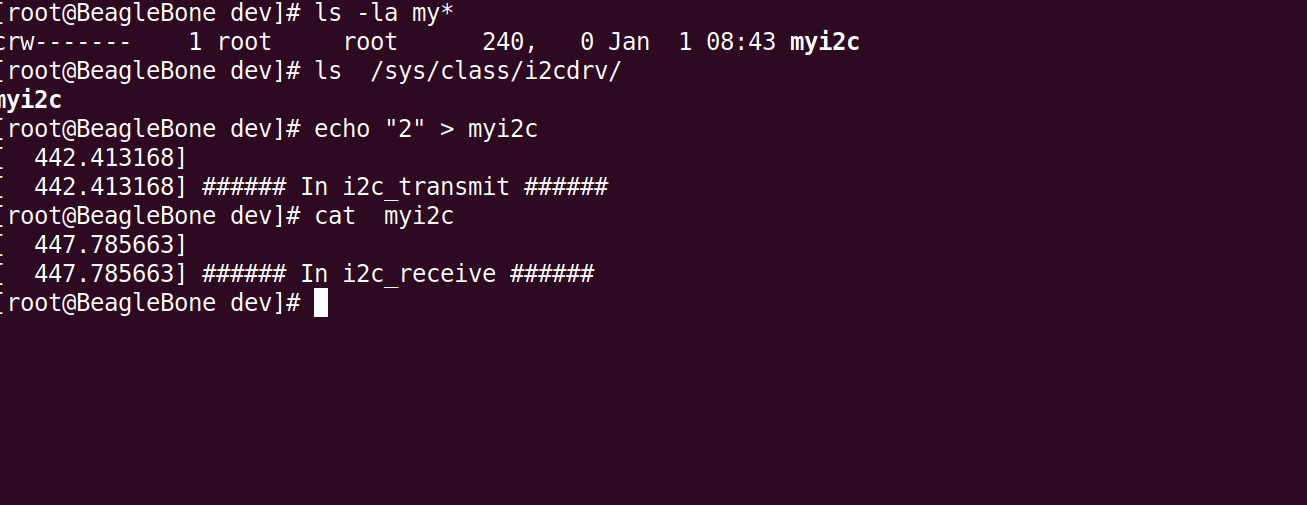 [root@BeagleBone dev]# ls -la my*
crw-------    1 root     root      240,   0 Jan  1 08:43 myi2c
[root@BeagleBone dev]# ls  /sys/class/i2cdrv/
myi2c
[root@BeagleBone dev]# echo "2" > myi2c
[  442.413168]
[  442.413168] ###### In i2c_transmit ######
[root@BeagleBone dev]# cat  myi2c
[  447.785663]
[  447.785663] ###### In i2c_receive ######
[root@BeagleBone dev]#